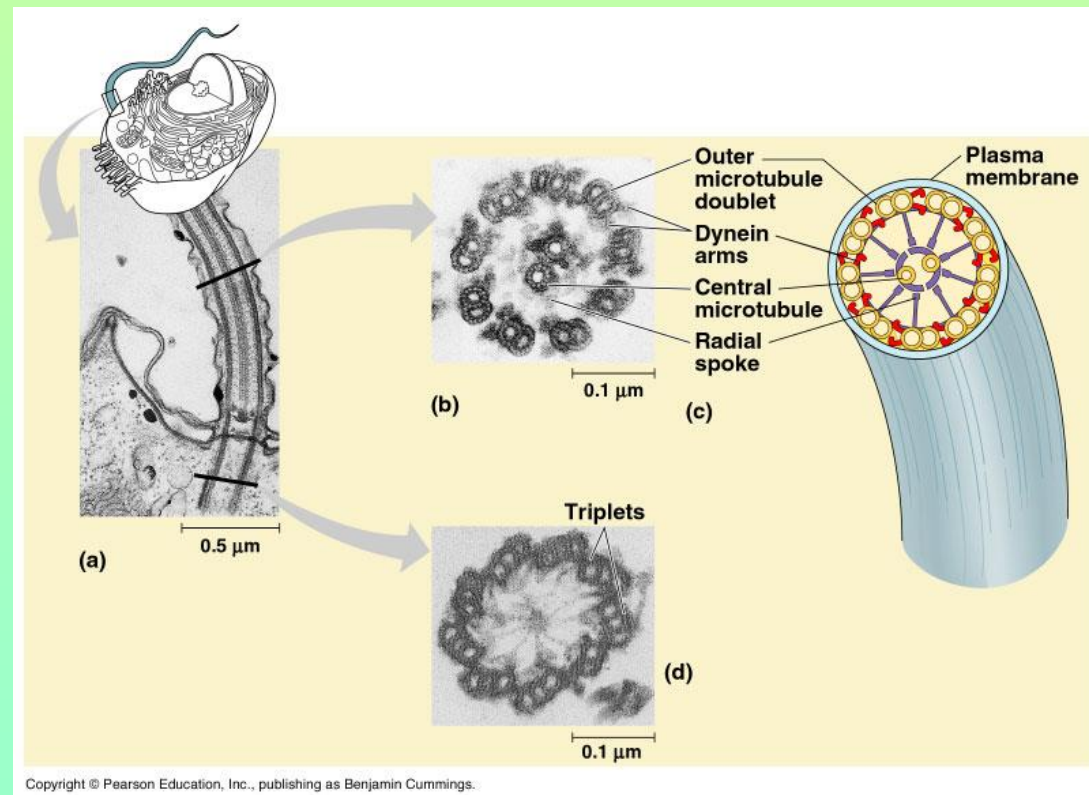 Outer
microtubule
doublet
Dynein
arms
Central
microtubule
Radial
spoke
Plasma
membrane
0.1 μm
(b)
(c)
0.5 μm
(a)
Triplets
(d)
0.1 μm
Copyright © Pearson Education, Inc., publishing as Benjamin Cummings.